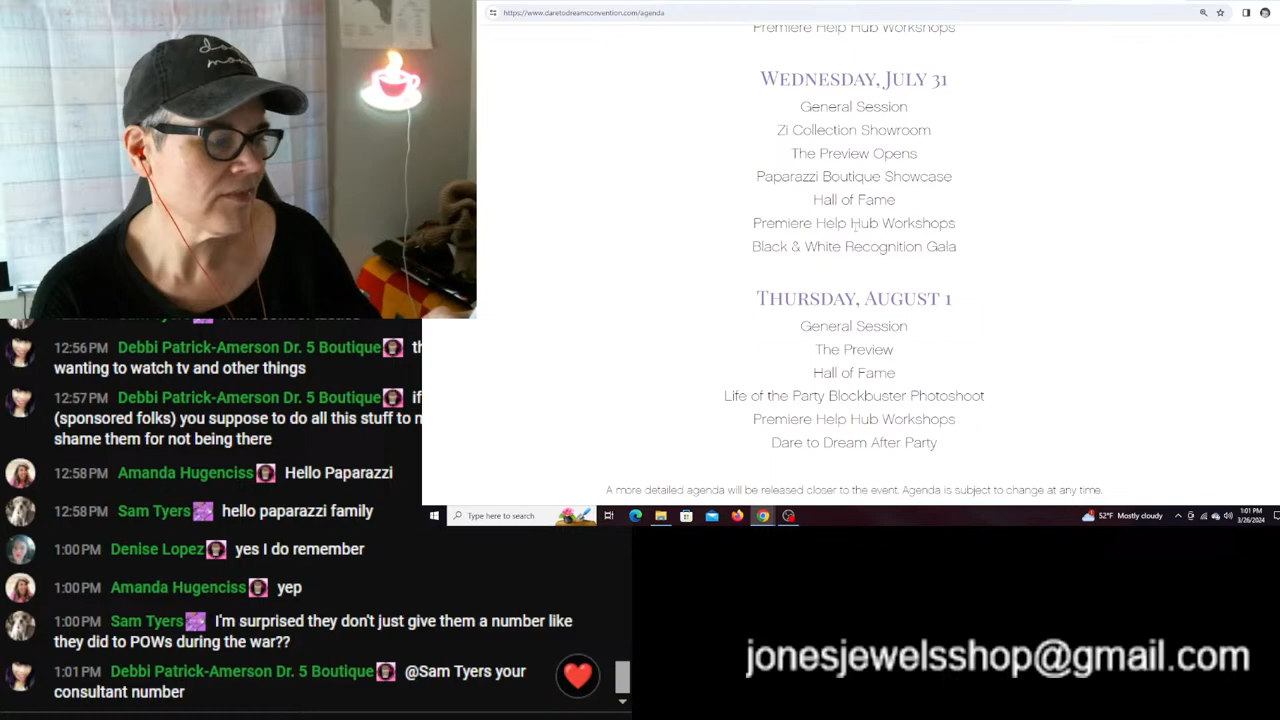 https://www.daretodreamconvention.com/agenda
Premiere Help Hub Workshops
Wednesday, July 31
General Session
Zi Collection Showroom
The Preview Opens
Paparazzi Boutique Showcase
Hall of Fame
Premiere Help Hub Workshops
Black & White Recognition Gala
Thursday, August 1
General Session
The Preview
Hall of Fame
Life of the Party Blockbuster Photoshoot
Premiere Help Hub Workshops
Dare to Dream After Party
A more detailed agenda will be released closer to the event. Agenda is subject to change at any time.
Type here to search
52°F Mostly cloudy
1:01 PM
3/26/2024
12:56 PM Debbi Patrick-Amerson Dr. 5 Boutique th
wanting to watch tv and other things
12:57 PM Debbi Patrick-Amerson Dr. 5 Boutique if
(sponsored folks) you suppose to do all this stuff to m
shame them for not being there
12:58 PM Amanda Hugenciss Hello Paparazzi
12:58 PM Sam Tyers hello paparazzi family
1:00 PM Denise Lopez yes I do remember
1:00 PM Amanda Hugenciss yep
1:00 PM Sam Tyers I'm surprised they don't just give them a number like
they did to POWs during the war??
1:01 PM Debbi Patrick-Amerson Dr. 5 Boutique @Sam Tyers your
consultant number
jonesjewelsshop@gmail.com